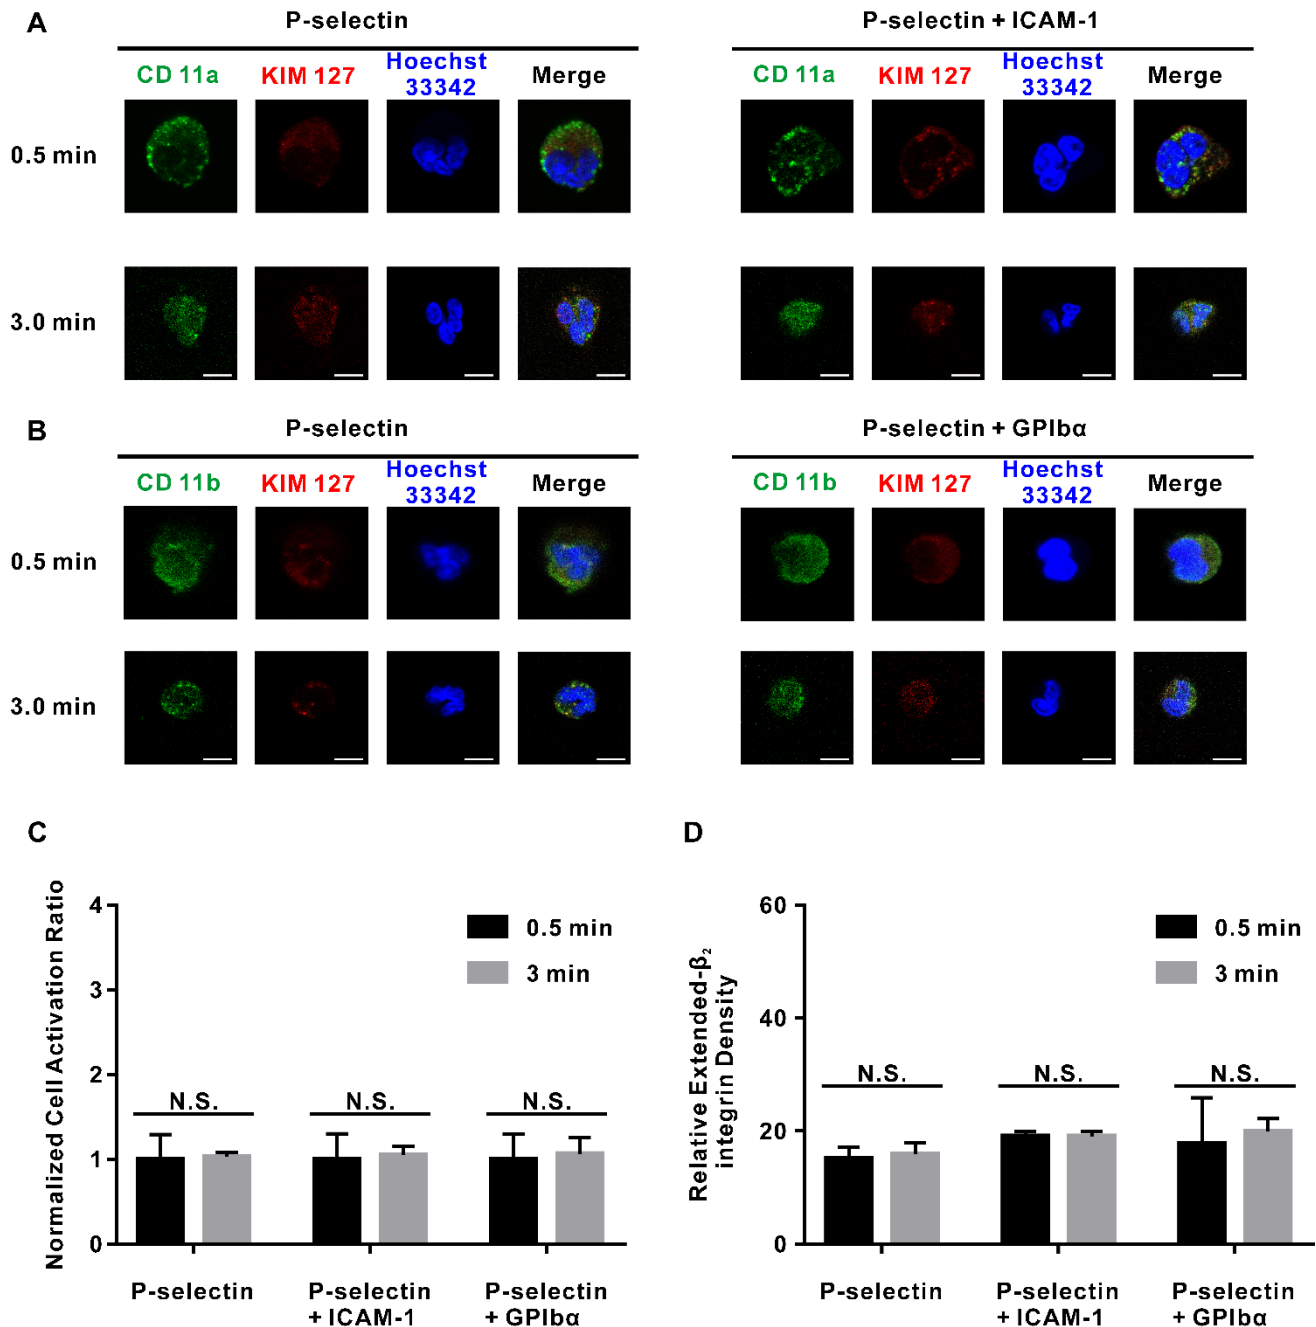 A
P-selectin
P-selectin + ICAM-1
CD 11a
KIM 127
Hoechst
33342
Merge
CD 11a
KIM 127
Hoechst
33342
Merge
0.5 min
3.0 min
B
P-selectin
P-selectin + GPIbα
CD 11b
KIM 127
Hoechst
33342
Merge
CD 11b
KIM 127
Hoechst
33342
Merge
0.5 min
3.0 min
C
Normalized Cell Activation Ratio
4
3
2
1
0
0.5 min
3 min
N.S.
N.S.
N.S.
P-selectin
P-selectin
+ ICAM-1
P-selectin
+ GPIbα
D
Relative Extended-β₂
integrin Density
60
40
20
0
0.5 min
3 min
N.S.
N.S.
N.S.
P-selectin
P-selectin
+ ICAM-1
P-selectin
+ GPIbα